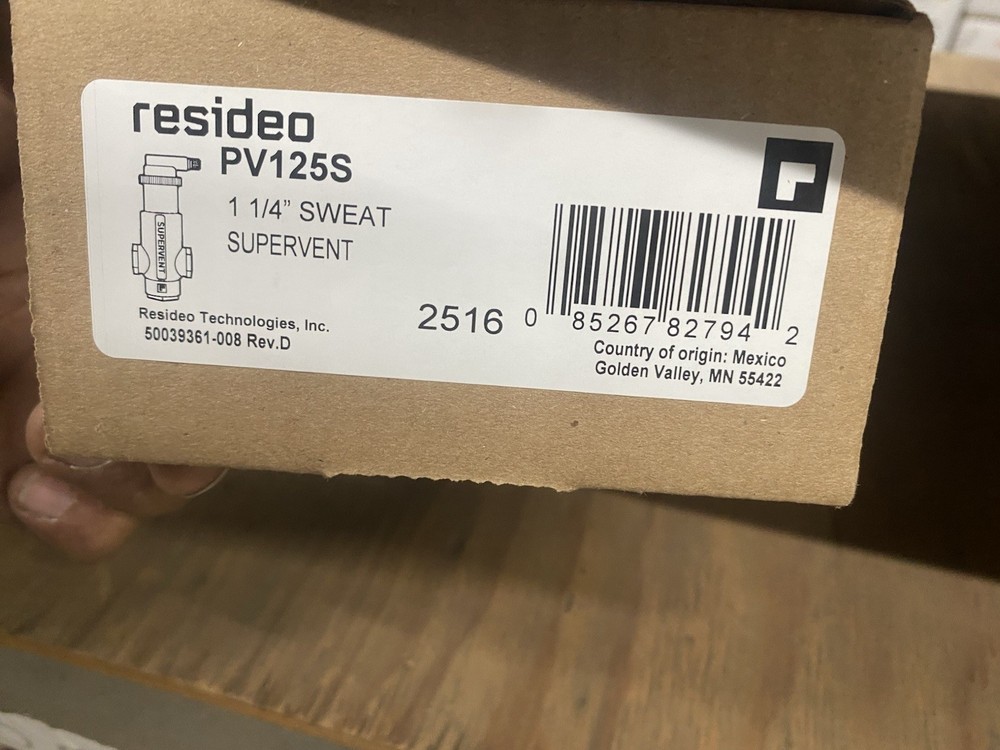 resideo
PV125S
1 1/4” SWEAT
SUPERVENT
SUPERVENT
Resideo Technologies, Inc.
50039361-008 Rev.D
2516
0 85267 82794 2
Country of origin: Mexico
Golden Valley, MN 55422